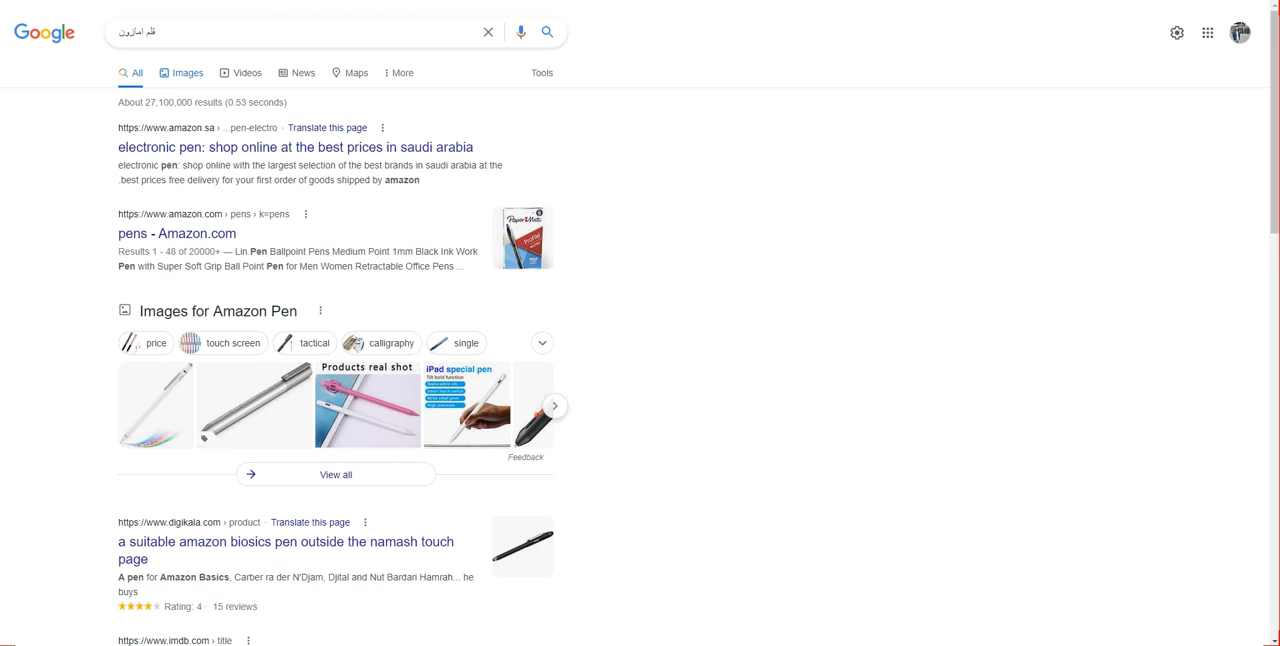 Google
قلم امازون
All
Images
Videos
News
Maps
More
Tools
About 27,100,000 results (0.53 seconds)
https://www.amazon.sa › ...pen-electro · Translate this page
electronic pen: shop online at the best prices in saudi arabia
electronic pen: shop online with the largest selection of the best brands in saudi arabia at the
.best prices free delivery for your first order of goods shipped by amazon
https://www.amazon.com › pens › k=pens
pens - Amazon.com
Results 1 - 48 of 20000+ — Lin.Pen Ballpoint Pens Medium Point 1mm Black Ink Work
Pen with Super Soft Grip Ball Point Pen for Men Women Retractable Office Pens ...
PaperMate
Profile
Images for Amazon Pen
price
touch screen
tactical
calligraphy
single
Products real shot
iPad special pen
Tilt bold function
Feedback
View all
https://www.digikala.com › product · Translate this page
a suitable amazon biosics pen outside the namash touch
page
A pen for Amazon Basics, Carber ra der N'Djam, Djital and Nut Bardari Hamrah... he
buys
Rating: 4 · 15 reviews
https://www.imdb.com › title